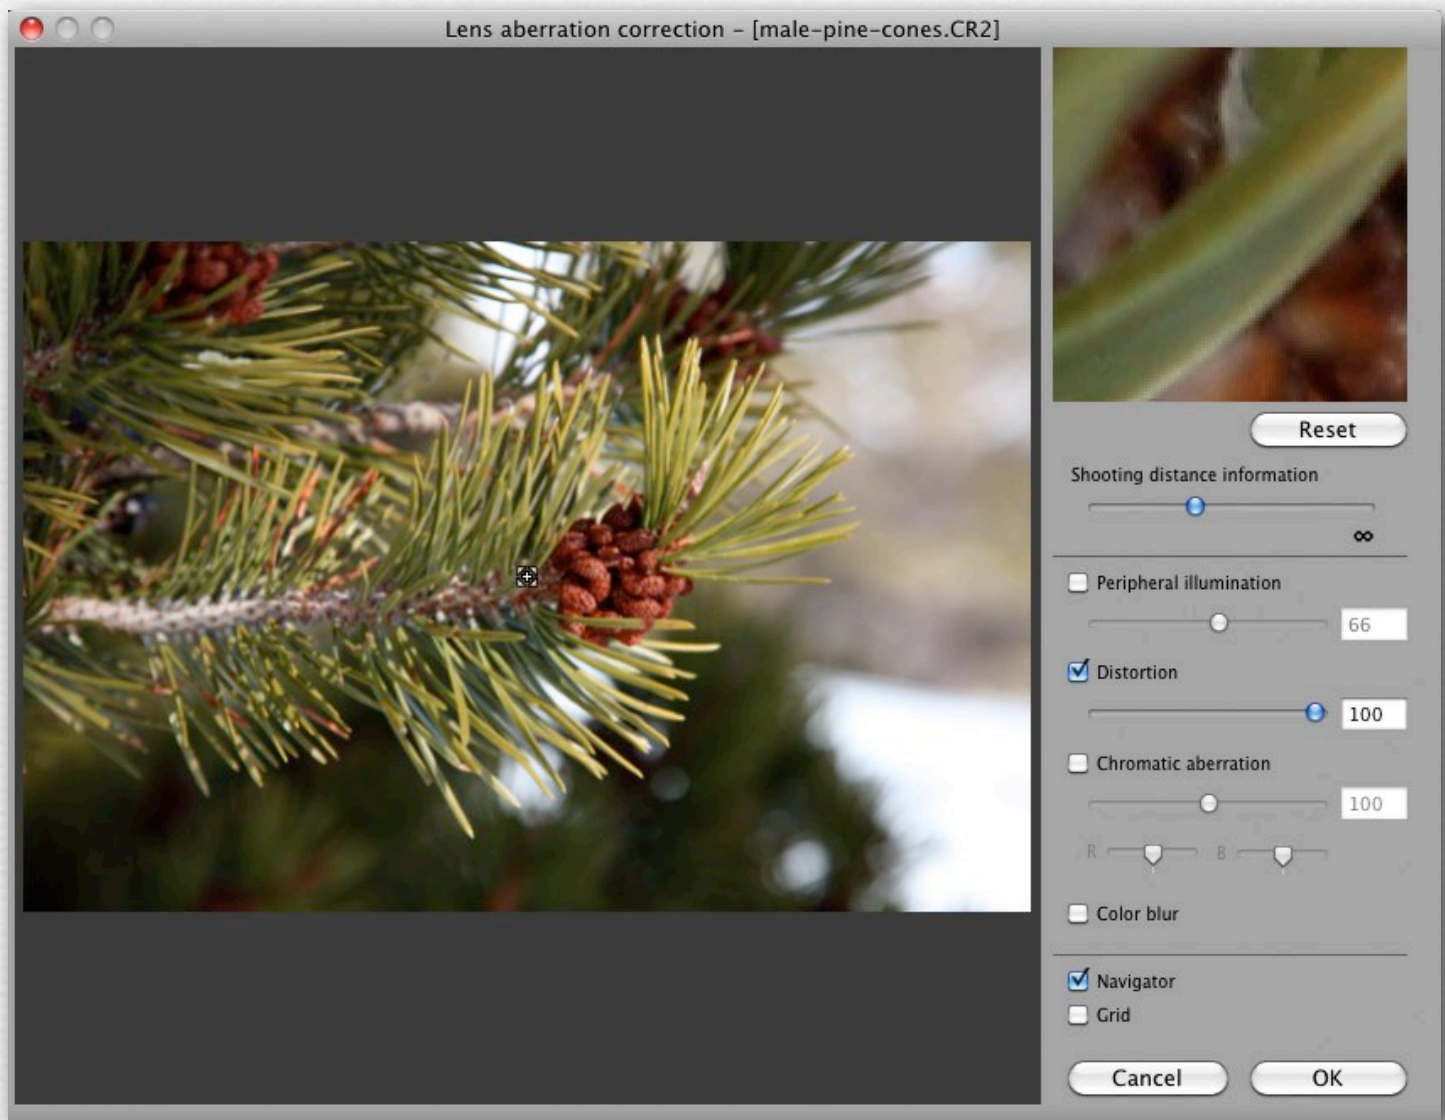 Lens aberration correction – [male-pine-cones.CR2]
Reset
Shooting distance information
∞
Peripheral illumination
66
Distortion
100
Chromatic aberration
100
R B
Color blur
Navigator
Grid
Cancel OK